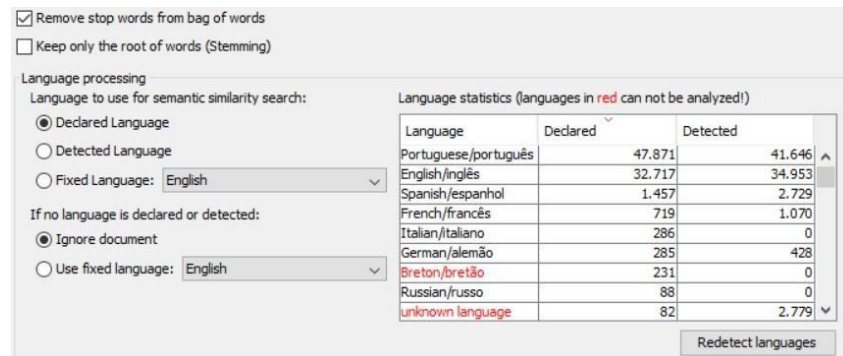 Remove stop words from bag of words
Keep only the root of words (Stemming)
Language processing
Language to use for semantic similarity search:
Declared Language
Detected Language
Fixed Language: English
If no language is declared or detected:
Ignore document
Use fixed language: English
Language statistics (languages in red can not be analyzed!)
Language Declared Detected
Portuguese/português 47.871 41.646
English/inglês 32.717 34.953
Spanish/espanhol 1.457 2.729
French/francês 719 1.070
Italian/italiano 286 0
German/alemão 285 428
Breton/bretão 231 0
Russian/russo 88 0
unknown language 82 2.779
Redetect languages